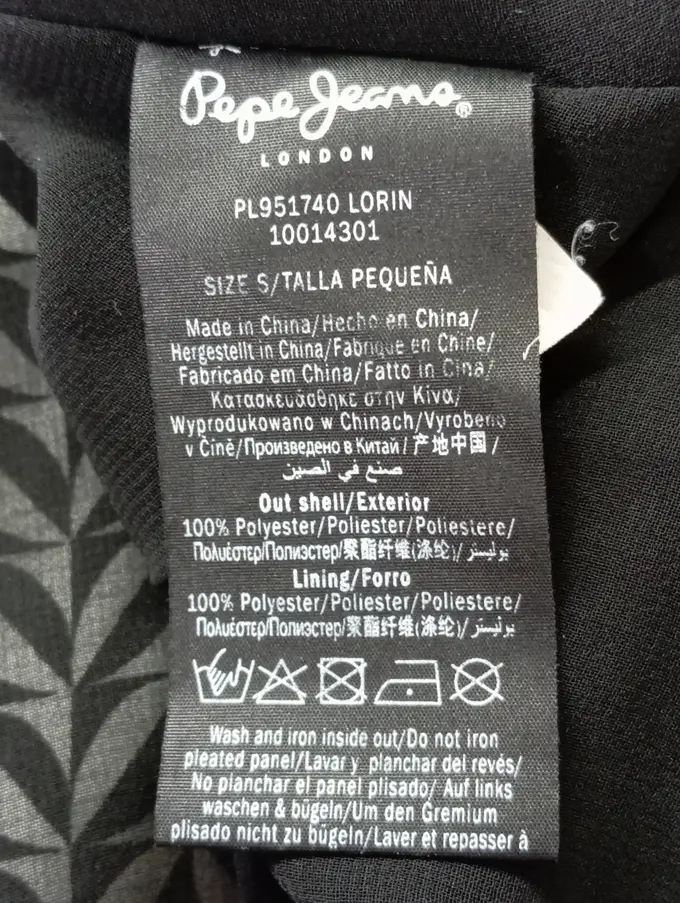 Pepe Jeans®
LONDON
PL951740 LORIN
10014301
SIZE S/TALLA PEQUEÑA
Made in China/Hecho en China/
Hergestellt in China/Fabriqué en Chine/
Fabricado em China/Fatto in Cina/
Κατασκευάσθηκε στην Κίνα/
Wyprodukowano w Chinach/Vyrobeno
v Čině/Произведено в Китай / 产地中国 /
صنع في الصين
Out shell/Exterior
100% Polyester/Poliester/Poliestere/
Πολυέστερ/Полиэстер/聚酯纤维(涤纶)/ بوليستر
Lining/Forro
100% Polyester/Poliester/Poliestere/
Πολυέστερ/Полиэстер/聚酯纤维(涤纶)/ بوليستر
Wash and iron inside out/Do not iron
pleated panel/Lavar y planchar del revés/
No planchar el panel plisado/ Auf links
waschen & bügeln/Um den Gremium
plisado nicht zu bügeln/Laver et repasser à